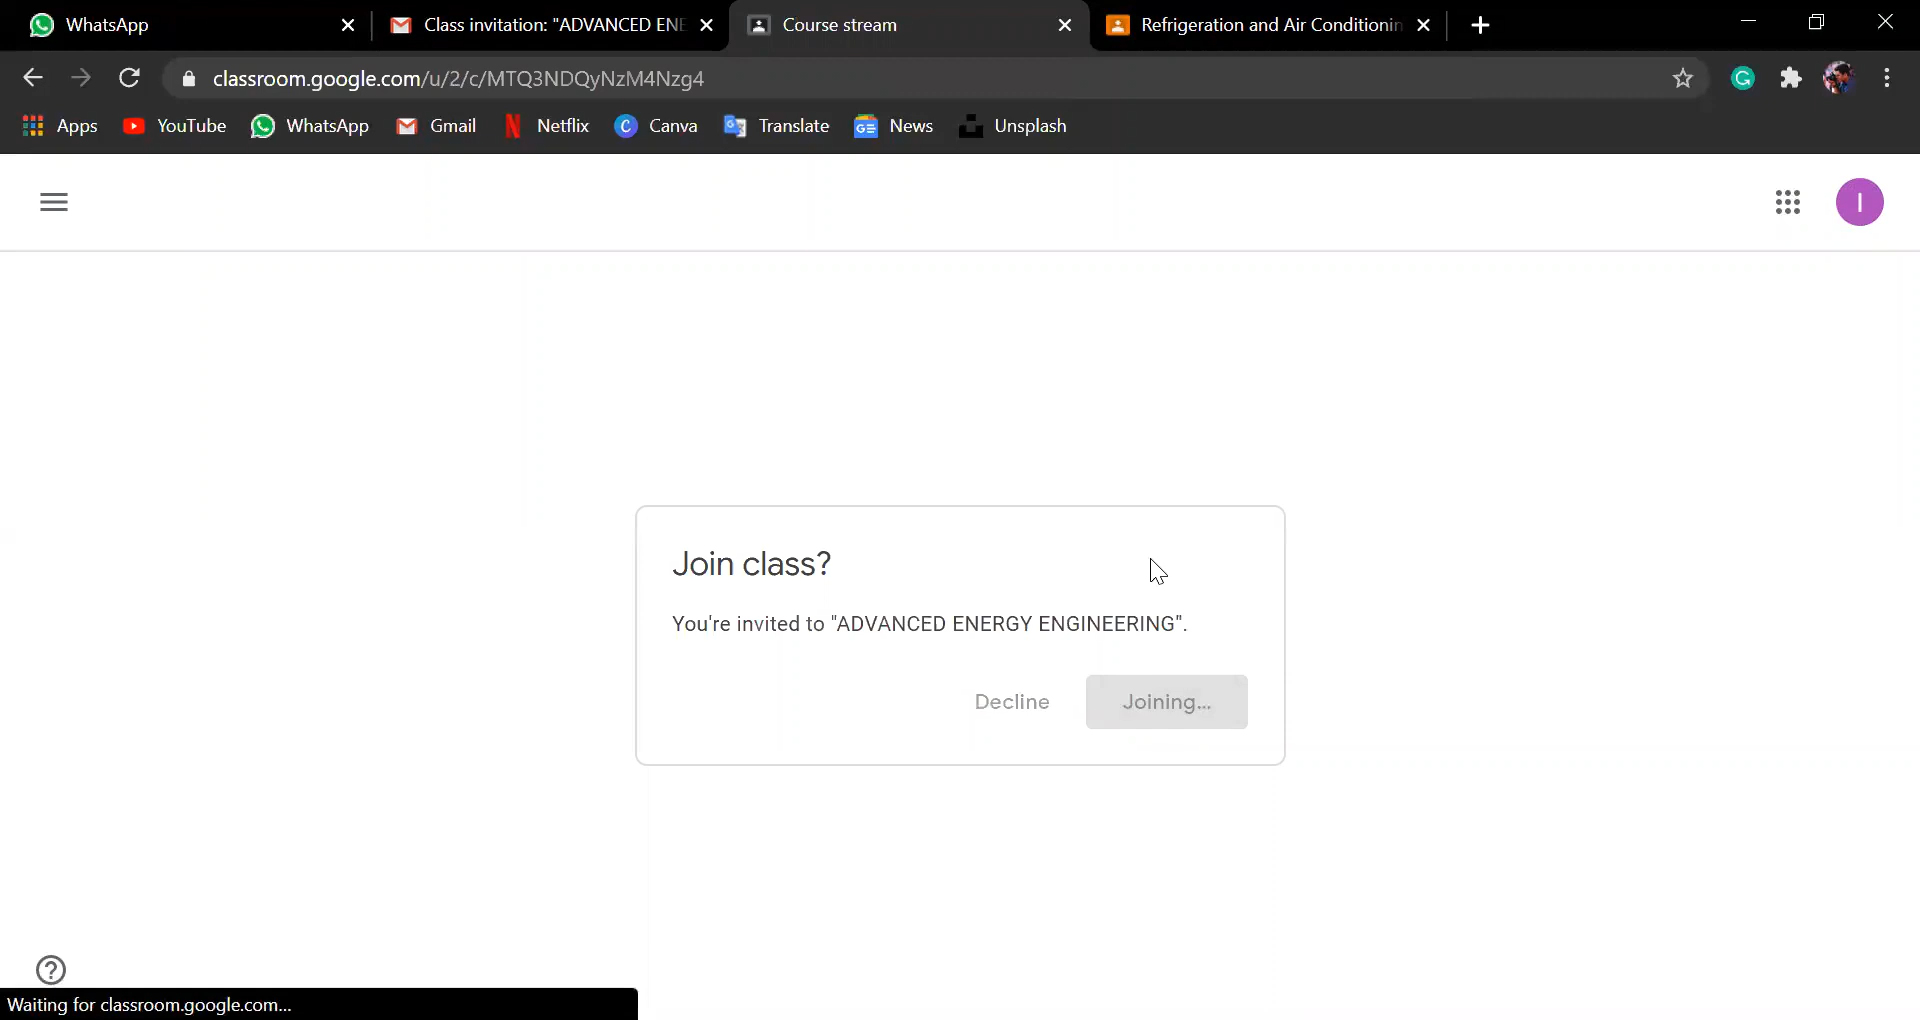 WhatsApp
Class invitation: "ADVANCED ENE
Course stream
Refrigeration and Air Conditionin
classroom.google.com/u/2/c/MTQ3NDQyNzM4Nzg4
Apps
YouTube
WhatsApp
Gmail
Netflix
Canva
Translate
News
Unsplash
I
Join class?
You're invited to "ADVANCED ENERGY ENGINEERING".
Decline
Joining...
Waiting for classroom.google.com...